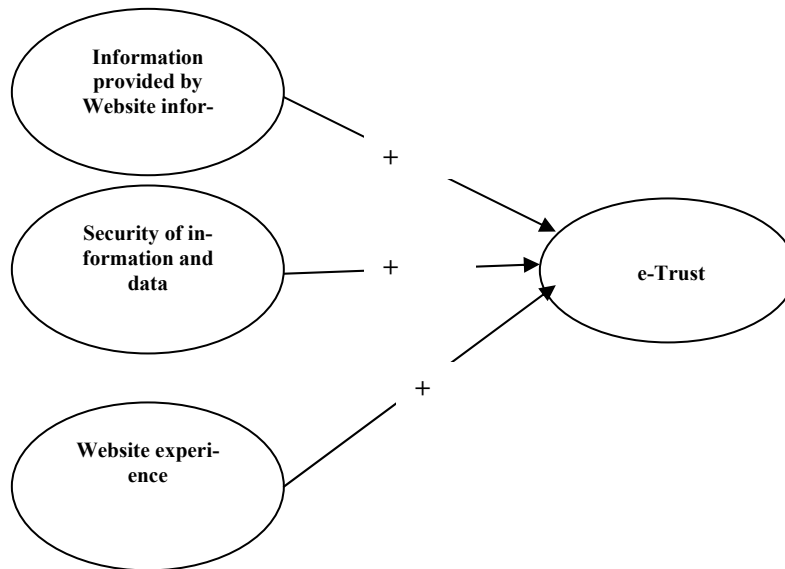 Information
provided by
Website infor-
+
Security of in-
formation and
data
+
e-Trust
+
Website experi-
ence